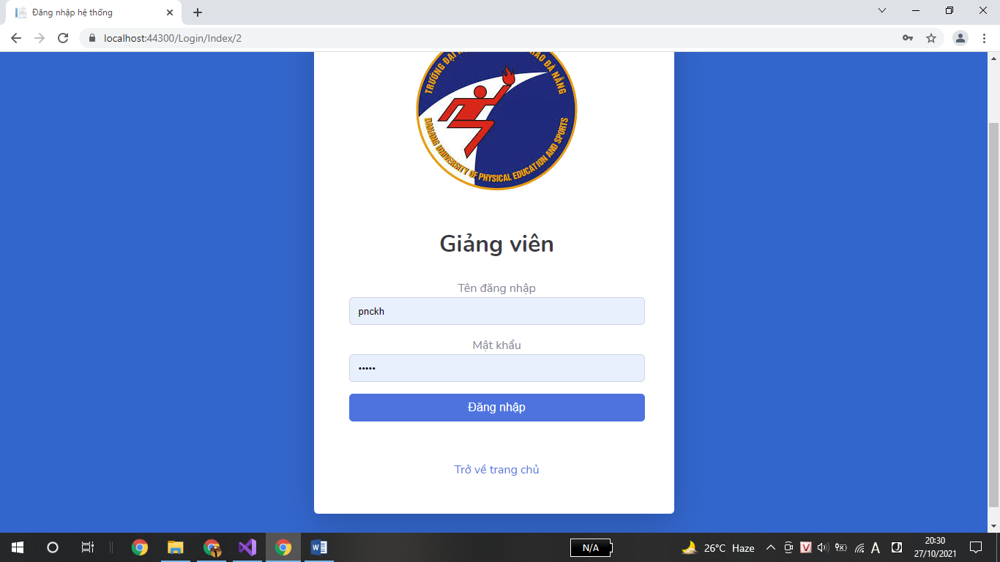 Đăng nhập hệ thống
localhost:44300/Login/Index/2
TRƯỜNG ĐẠI
THAO ĐÀ NẴNG
DANANG UNIVERSITY OF PHYSICAL EDUCATION AND SPORTS
Giảng viên
Tên đăng nhập
pnckh
Mật khẩu
•••••
Đăng nhập
Trở về trang chủ
N/A
26°C Haze
A
20:30
27/10/2021